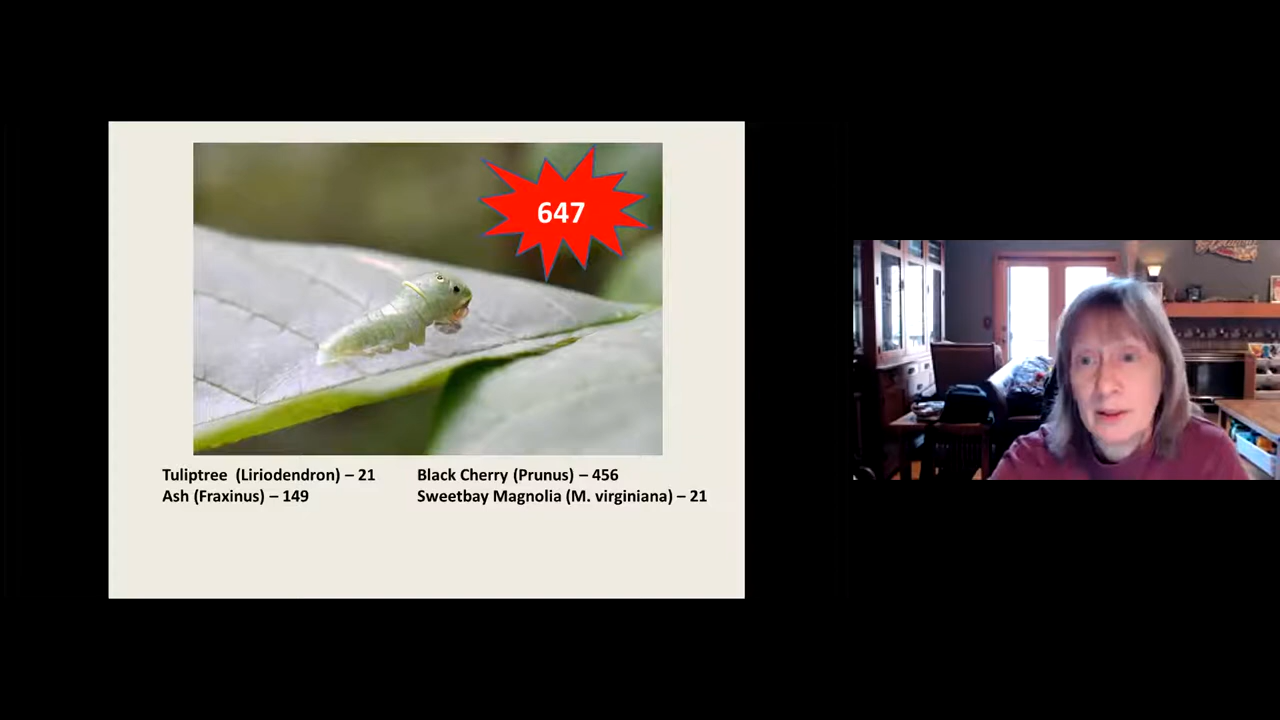 647
Tuliptree (Liriodendron) – 21
Ash (Fraxinus) – 149
Black Cherry (Prunus) – 456
Sweetbay Magnolia (M. virginiana) – 21